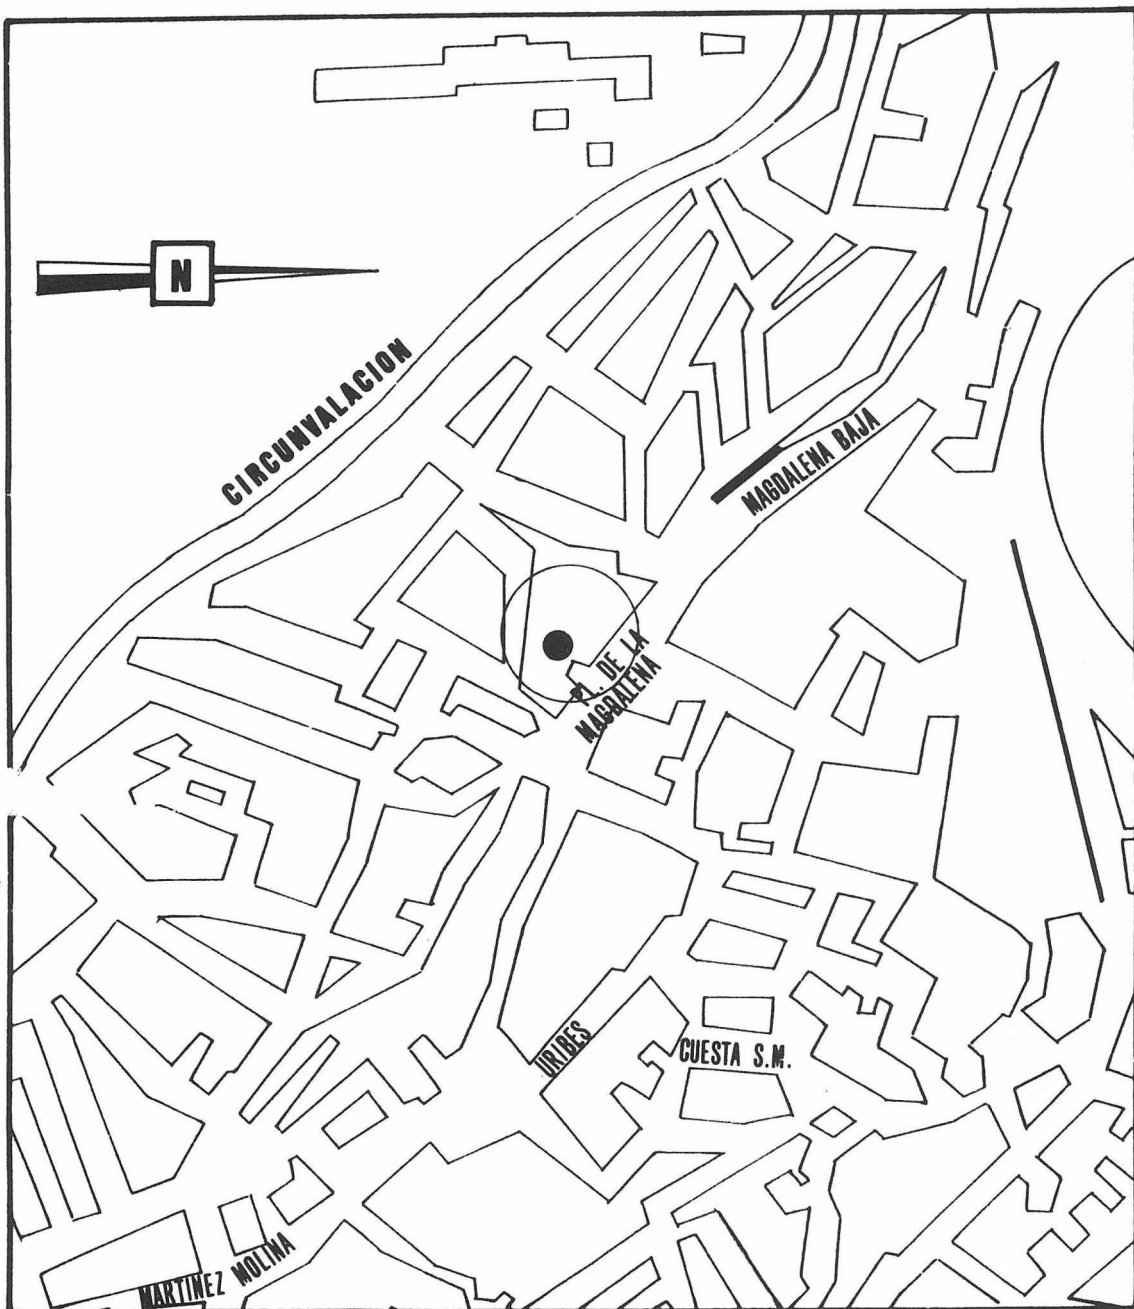 N
CIRCUNVALACION
MAGDALENA BAJA
PL. DE LA
MAGDALENA
URIBES
CUESTA S.M.
MARTINEZ MOLINA